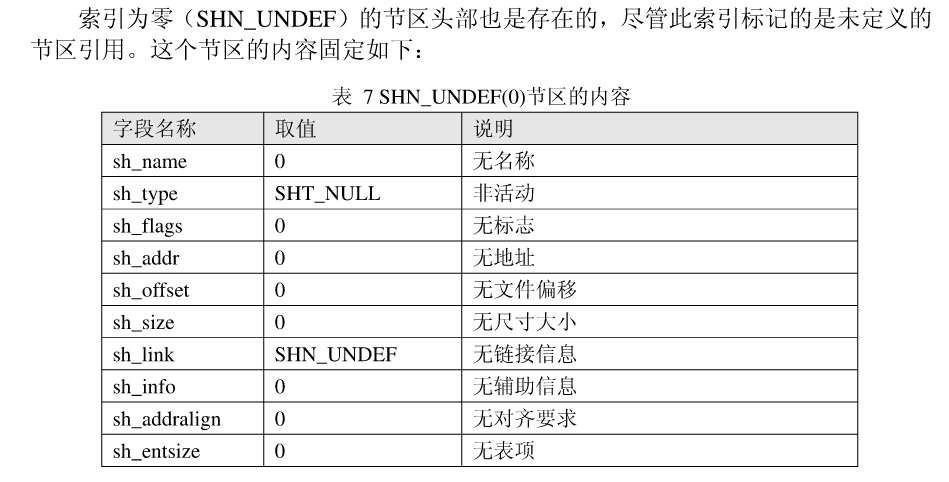 索引为零（SHN_UNDEF）的节区头部也是存在的，尽管此索引标记的是未定义的
节区引用。这个节区的内容固定如下：
表 7 SHN_UNDEF(0)节区的内容
字段名称 取值 说明
sh_name 0 无名称
sh_type SHT_NULL 非活动
sh_flags 0 无标志
sh_addr 0 无地址
sh_offset 0 无文件偏移
sh_size 0 无尺寸大小
sh_link SHN_UNDEF 无链接信息
sh_info 0 无辅助信息
sh_addralign 0 无对齐要求
sh_entsize 0 无表项